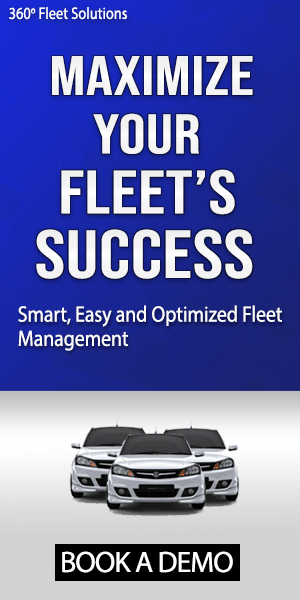 360° Fleet Solutions
MAXIMIZE
YOUR
FLEET’S
SUCCESS
Smart, Easy and Optimized Fleet
Management
BOOK A DEMO